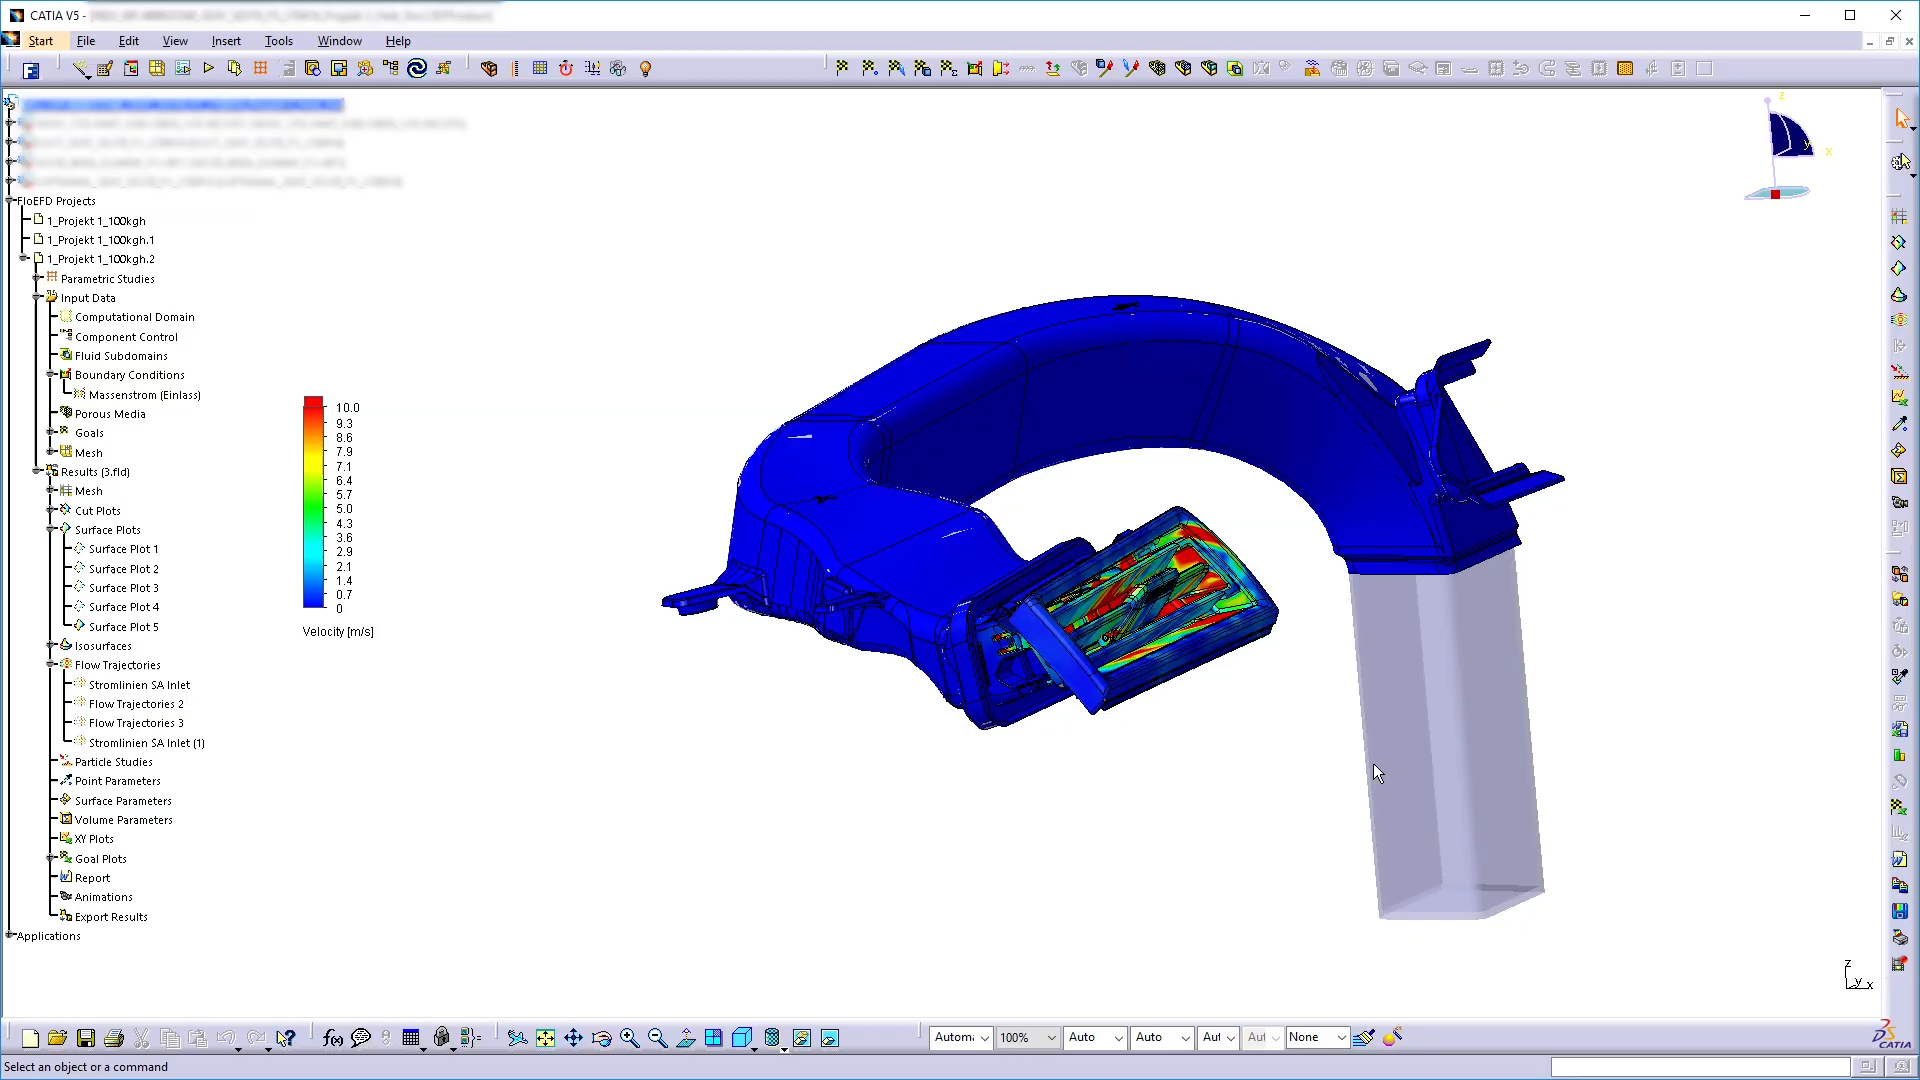 CATIA V5 -
Start File Edit View Insert Tools Window Help
FloEFD Projects
1_Projekt 1_100kgh
1_Projekt 1_100kgh.1
1_Projekt 1_100kgh.2
Parametric Studies
Input Data
Computational Domain
Component Control
Fluid Subdomains
Boundary Conditions
Massenstrom (Einlass)
Porous Media
Goals
Mesh
Results (3.fld)
Mesh
Cut Plots
Surface Plots
Surface Plot 1
Surface Plot 2
Surface Plot 3
Surface Plot 4
Surface Plot 5
Isosurfaces
Flow Trajectories
Stromlinien SA Inlet
Flow Trajectories 2
Flow Trajectories 3
Stromlinien SA Inlet (1)
Particle Studies
Point Parameters
Surface Parameters
Volume Parameters
XY Plots
Goal Plots
Report
Animations
Export Results
Applications
10.0
9.3
8.6
7.9
7.1
6.4
5.7
5.0
4.3
3.6
2.9
2.1
1.4
0.7
0
Velocity [m/s]
z
y
x
z
y x
Automa 100% Auto Auto Aut Aut None
CATIA
Select an object or a command